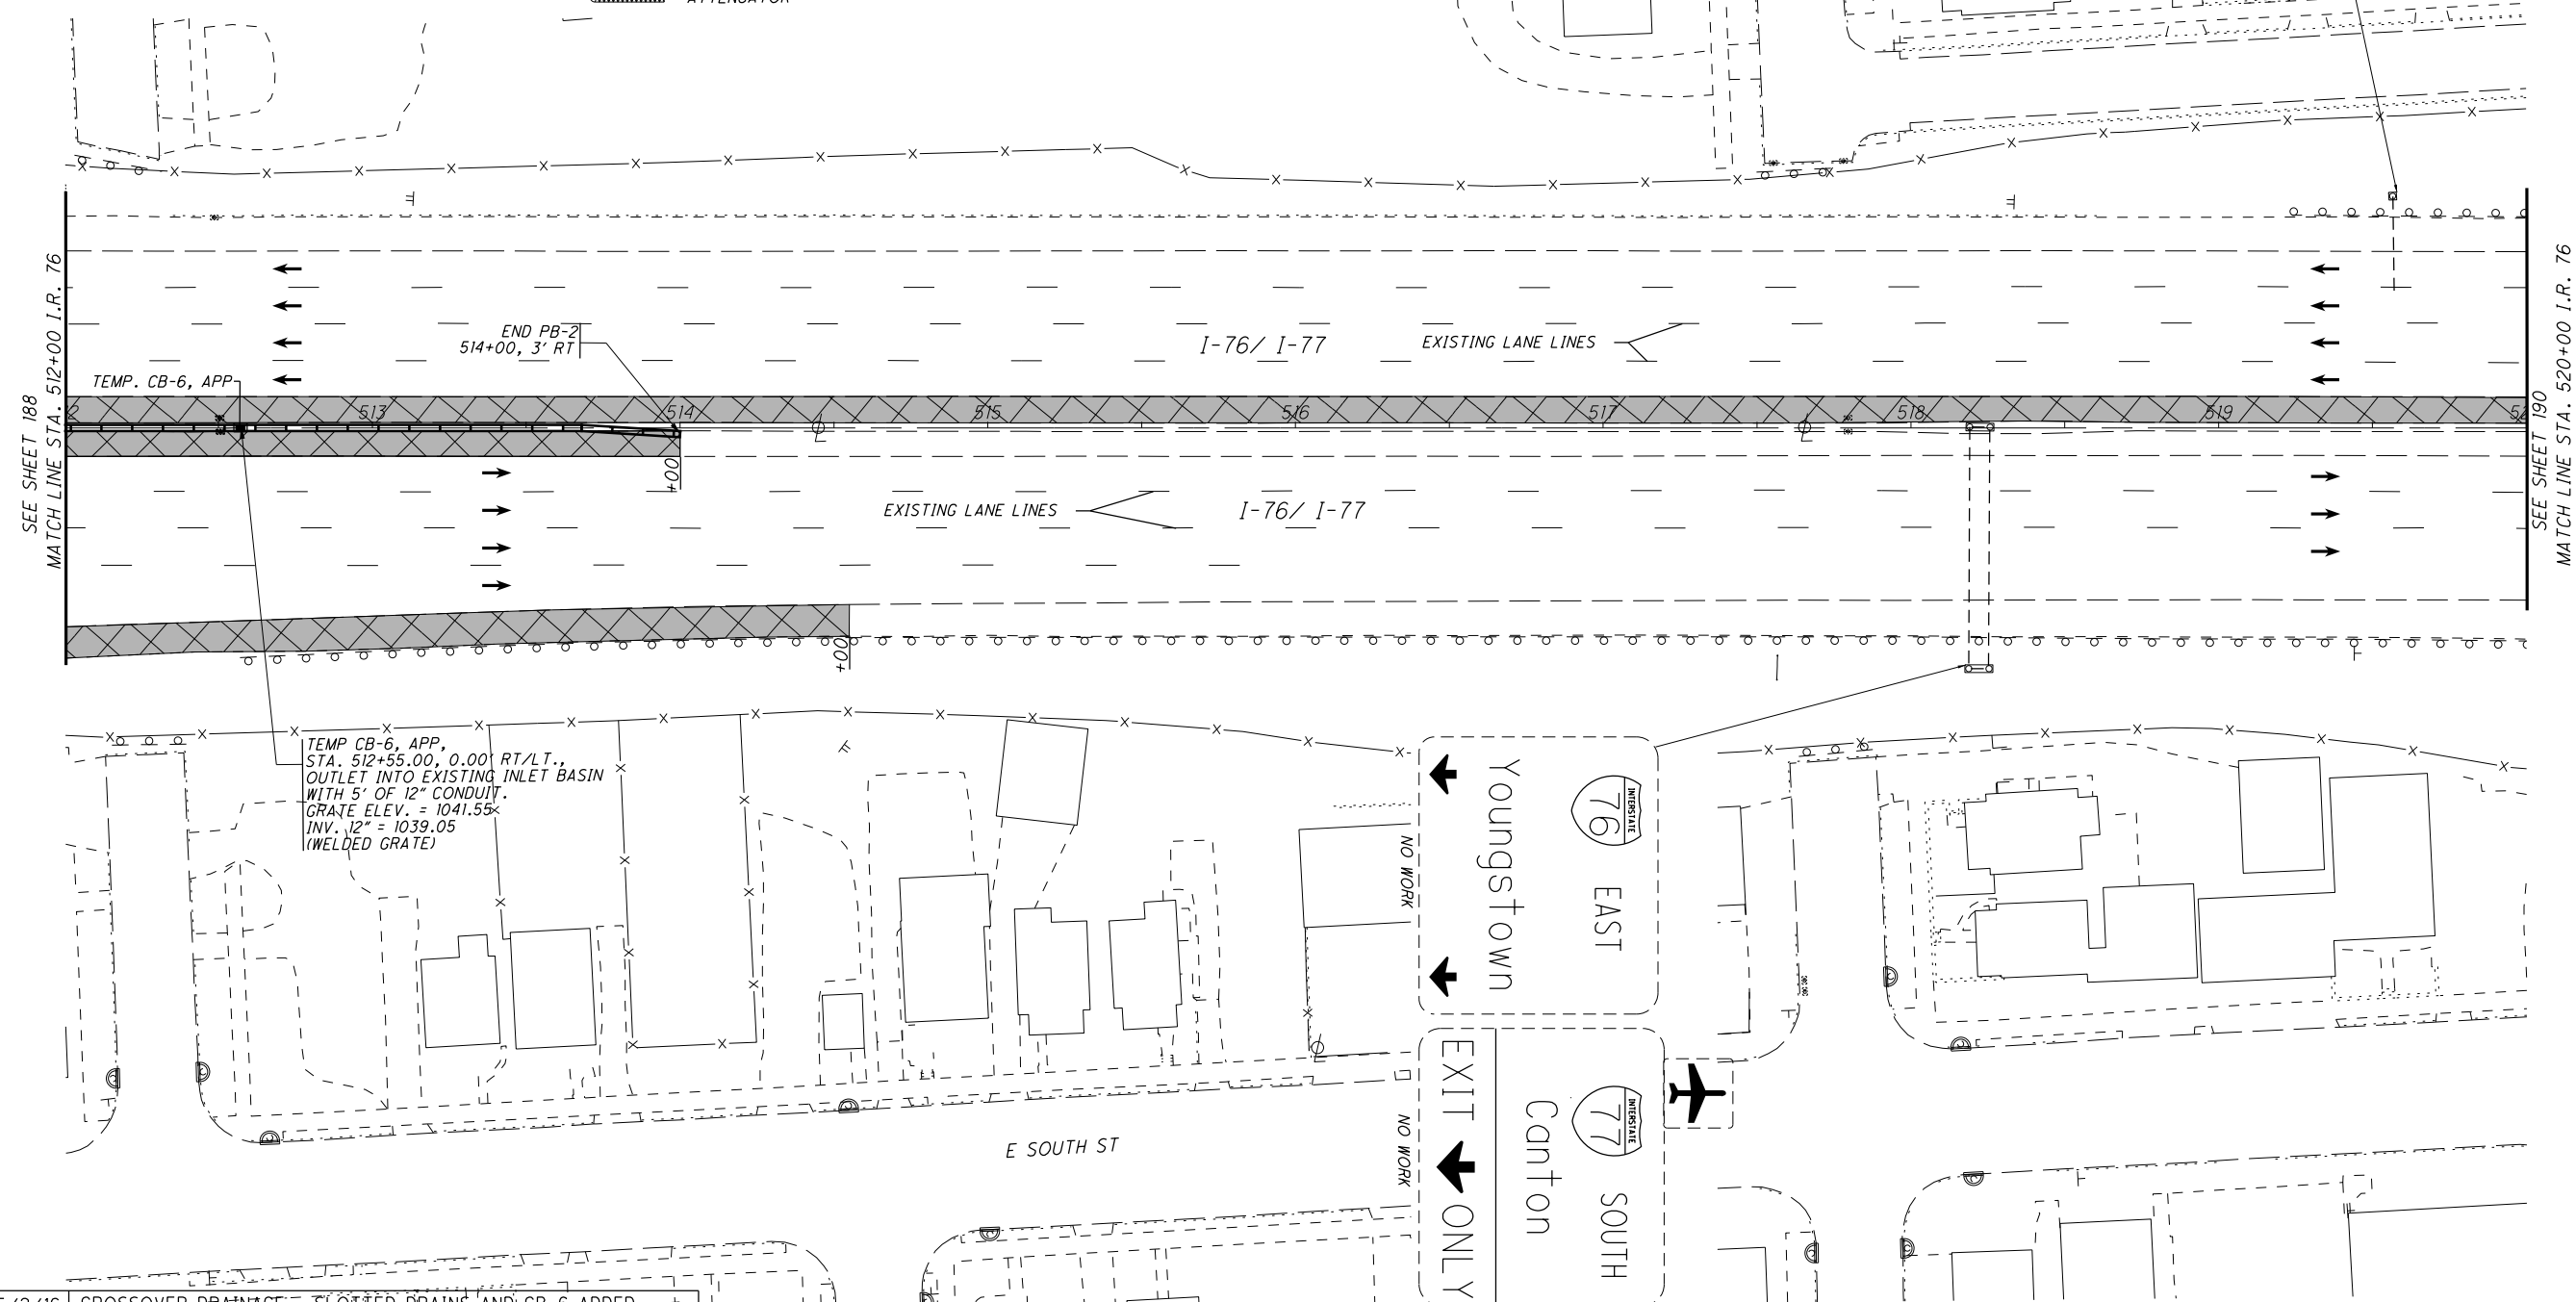 SEE SHEET 188
MATCH LINE STA. 512+00 I.R. 76
END PB-2
514+00, 3' RT
TEMP. CB-6, APP
I-76/ I-77
EXISTING LANE LINES
2
513
514
515
516
517
518
519
+00
EXISTING LANE LINES
I-76/ I-77
+00
SEE SHEET 190
MATCH LINE STA. 520+00 I.R. 76
TEMP CB-6, APP,
STA. 512+55.00, 0.00' RT/LT.,
OUTLET INTO EXISTING INLET BASIN
WITH 5' OF 12" CONDUIT.
GRATE ELEV. = 1041.55
INV. 12" = 1039.05
(WELDED GRATE)
NO WORK
INTERSTATE
76
EAST
Youngstown
NO WORK
INTERSTATE
77
SOUTH
Canton
EXIT ONLY
E SOUTH ST
CROSSOVER DRAINAGE - SLOTTED DRAINS AND CB-6 ADDED